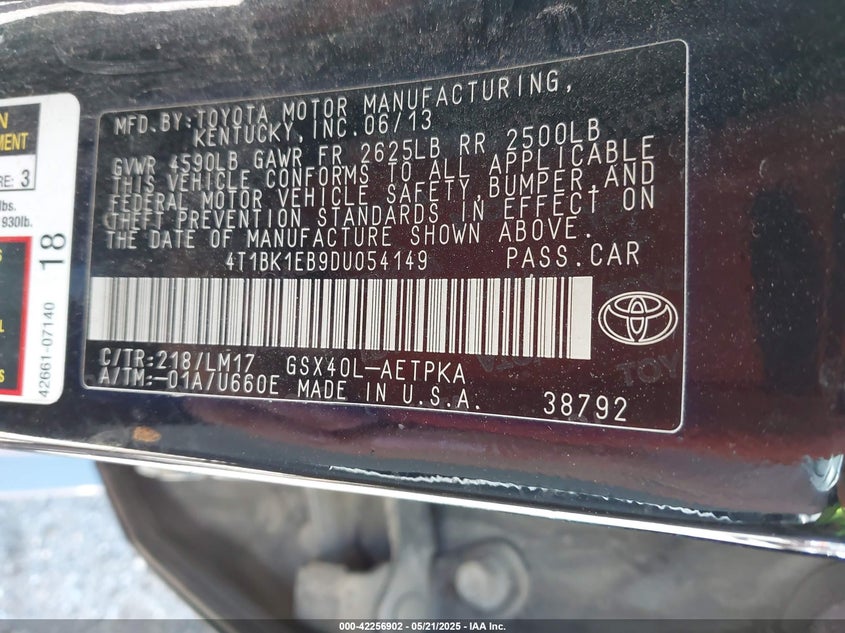 MFD. BY: TOYOTA MOTOR MANUFACTURING,
KENTUCKY, INC. 06/13
GVWR 4590LB GAWR FR 2625LB RR 2500LB
THIS VEHICLE CONFORMS TO ALL APPLICABLE
FEDERAL MOTOR VEHICLE SAFETY, BUMPER, AND
THEFT PREVENTION STANDARDS IN EFFECT ON
THE DATE OF MANUFACTURE SHOWN ABOVE.
4T1BK1EB9DU054149 PASS. CAR
C/TR: 218/LM17 GSX40L-AETPKA
A/TM: -01A/U660E MADE IN U.S.A. 38792
3
lbs.
930lb.
18
42661-07140
000-42256902 - 05/21/2025 - IAA Inc.